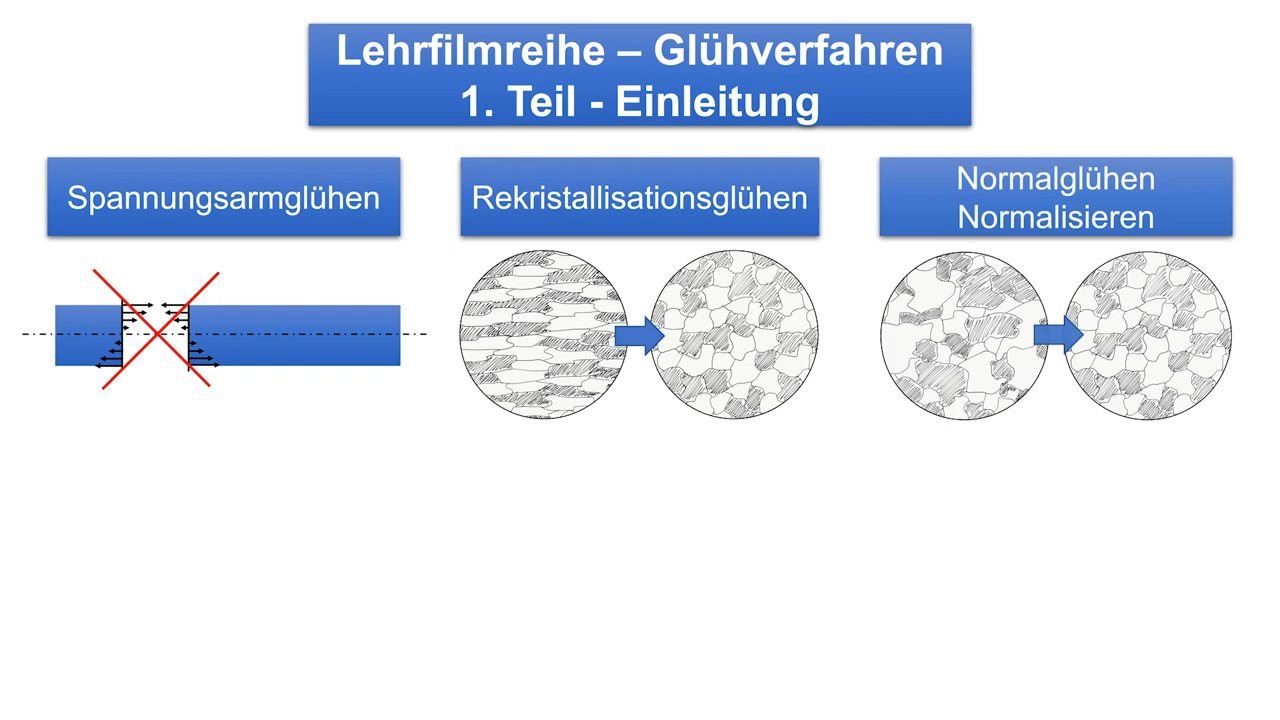 Lehrfilmreihe – Glühverfahren
1. Teil - Einleitung
Spannungsarmglühen
Rekristallisationsglühen
Normalglühen
Normalisieren